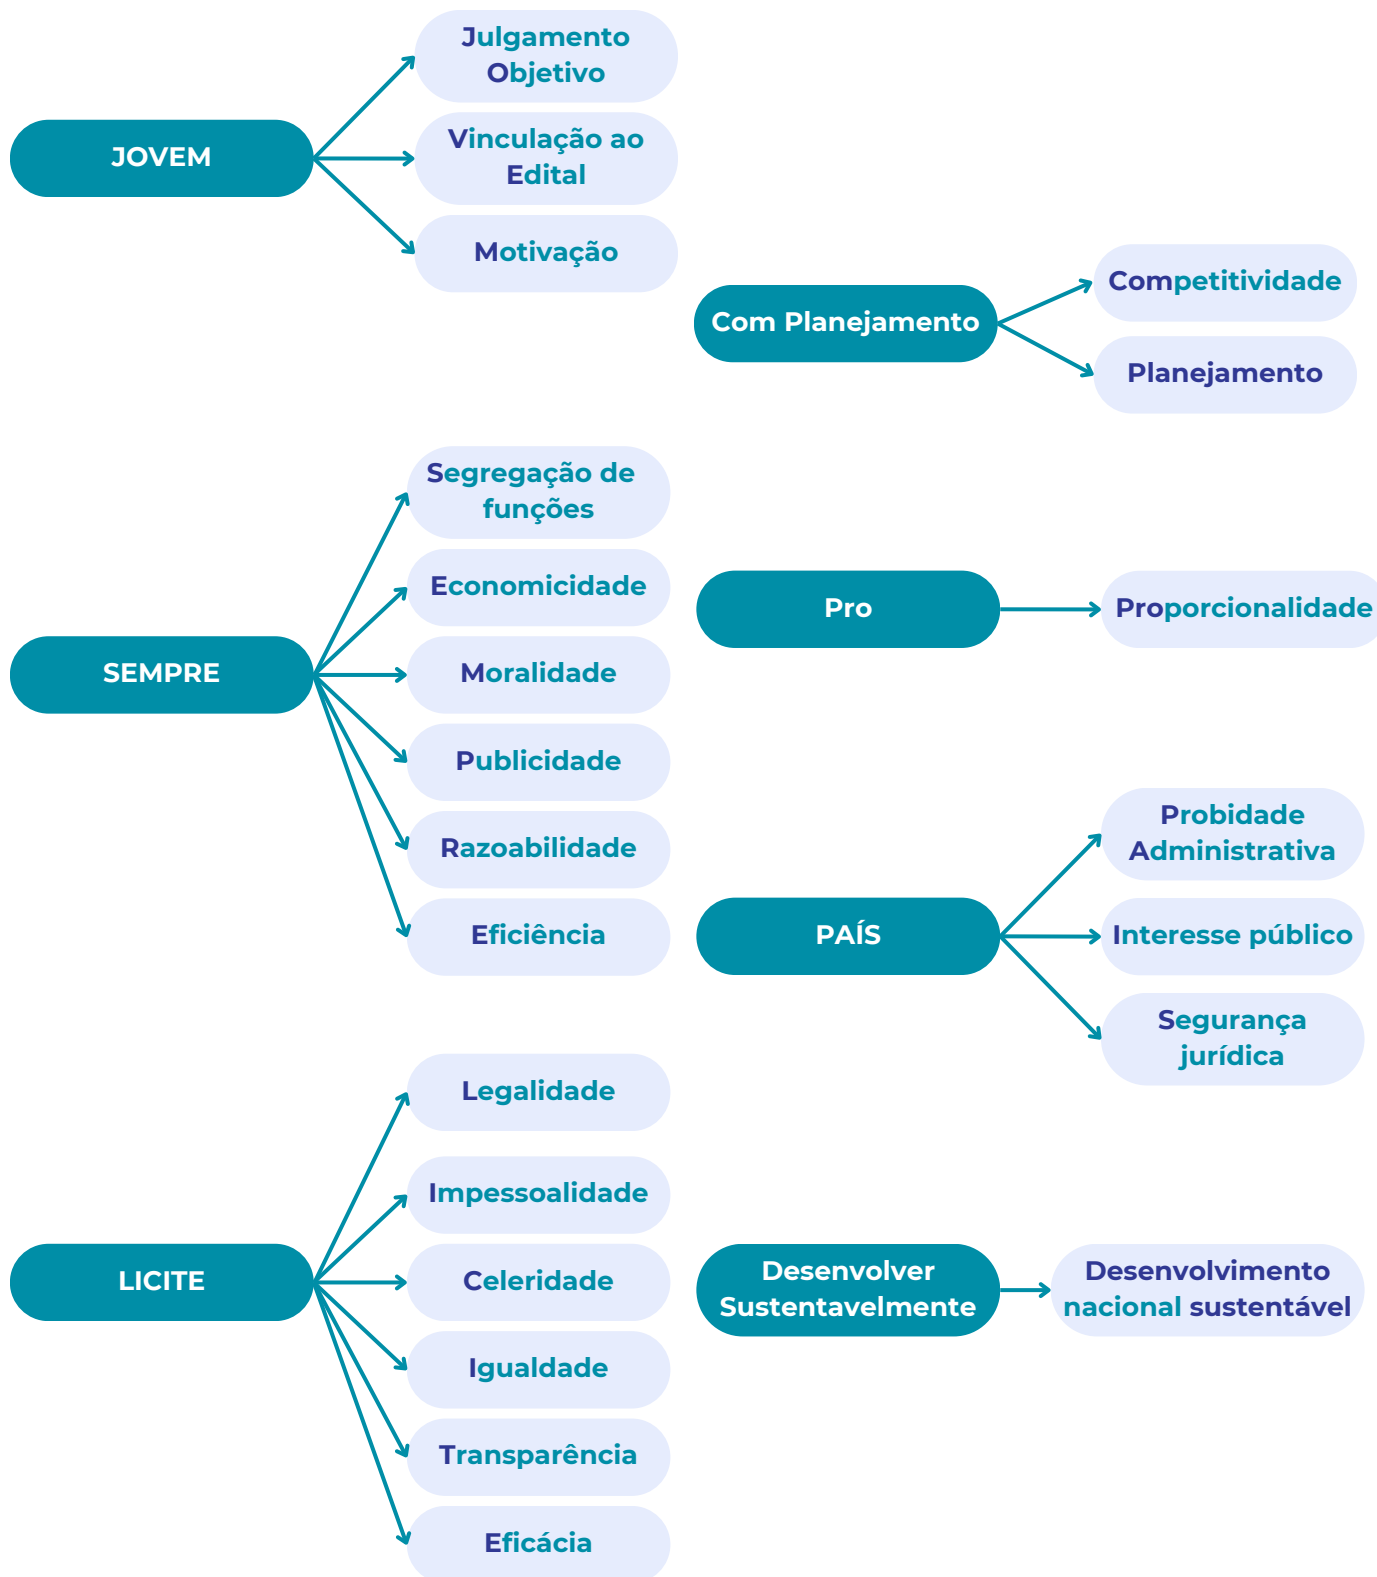 JOVEM
Julgamento
Objetivo
Vinculação ao
Edital
Motivação
SEMPRE
Segregação de
funções
Economicidade
Moralidade
Publicidade
Razoabilidade
Eficiência
LICITE
Legalidade
Impessoalidade
Celeridade
Igualdade
Transparência
Eficácia
Com Planejamento
Competitividade
Planejamento
Pro
Proporcionalidade
PAÍS
Probidade
Administrativa
Interesse público
Segurança
jurídica
Desenvolver
Sustentavelmente
Desenvolvimento
nacional sustentável